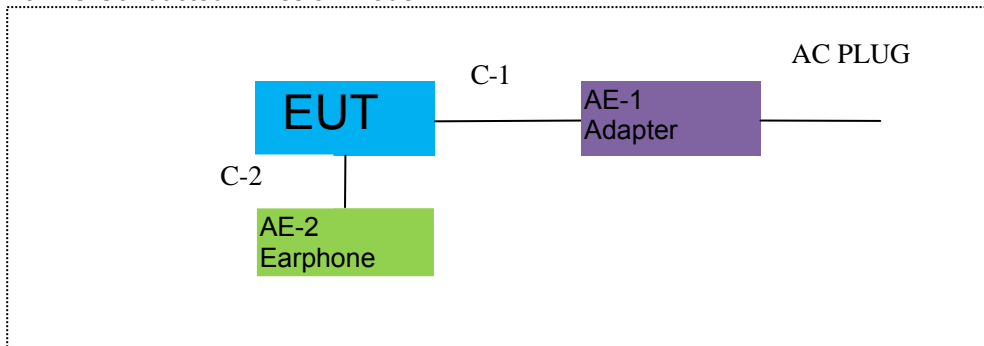 AC PLUG
C-1
EUT
AE-1
Adapter
C-2
AE-2
Earphone